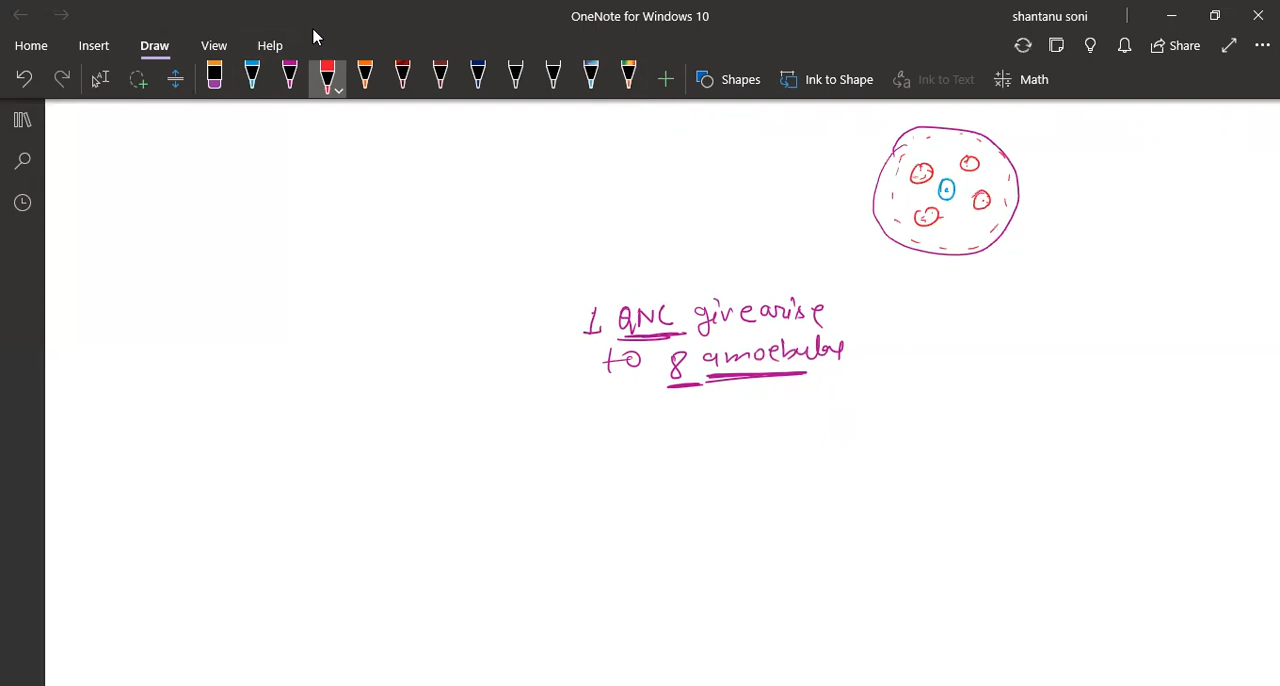 OneNote for Windows 10
shantanu soni
Home Insert Draw View Help
Share
Shapes Ink to Shape Ink to Text Math
1 QNC give arise
to 8 amoebulae